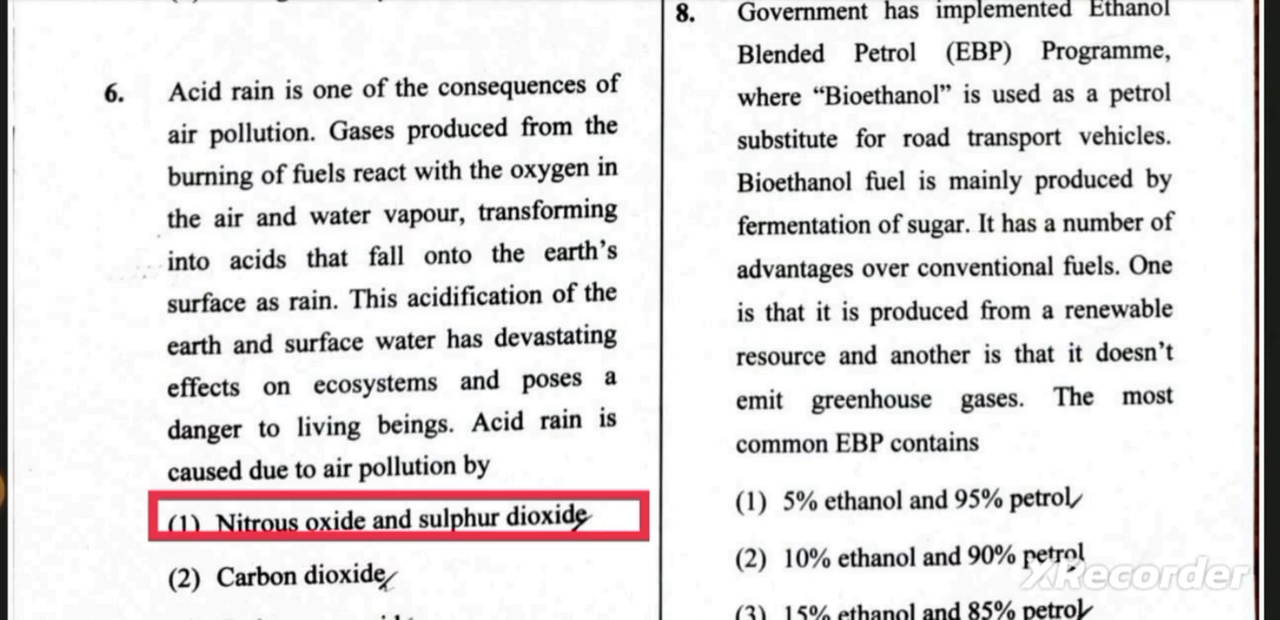 6.
Acid rain is one of the consequences of
air pollution. Gases produced from the
burning of fuels react with the oxygen in
the air and water vapour, transforming
into acids that fall onto the earth's
surface as rain. This acidification of the
earth and surface water has devastating
effects on ecosystems and poses a
danger to living beings. Acid rain is
caused due to air pollution by
(1) Nitrous oxide and sulphur dioxide
(2) Carbon dioxide
8.
Government has implemented Ethanol
Blended Petrol (EBP) Programme,
where “Bioethanol” is used as a petrol
substitute for road transport vehicles.
Bioethanol fuel is mainly produced by
fermentation of sugar. It has a number of
advantages over conventional fuels. One
is that it is produced from a renewable
resource and another is that it doesn't
emit greenhouse gases. The most
common EBP contains
(1) 5% ethanol and 95% petrol
(2) 10% ethanol and 90% petrol
(3) 15% ethanol and 85% petrol
XRecorder